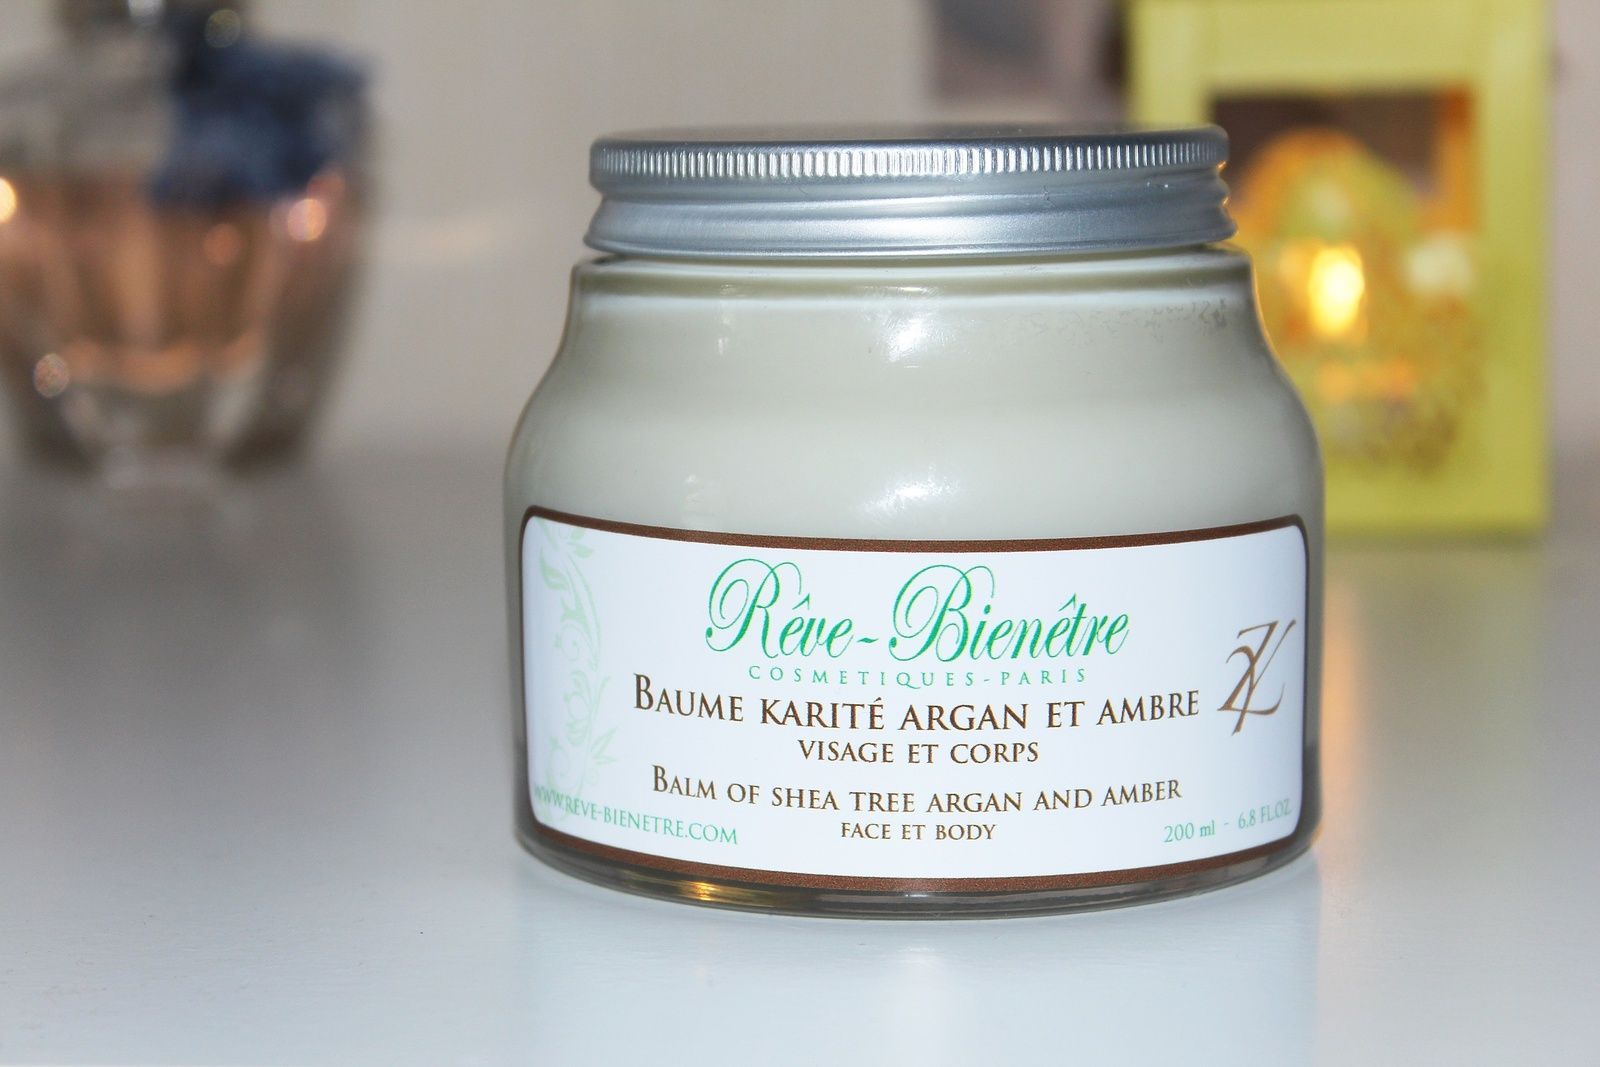 Rêve-Bienêtre
COSMETIQUES-PARIS
BAUME KARITÉ ARGAN ET AMBRE
VISAGE ET CORPS
BALM OF SHEA TREE ARGAN AND AMBER
FACE ET BODY
WWW.REVE-BIENETRE.COM
200 ml - 6.8 FL.OZ